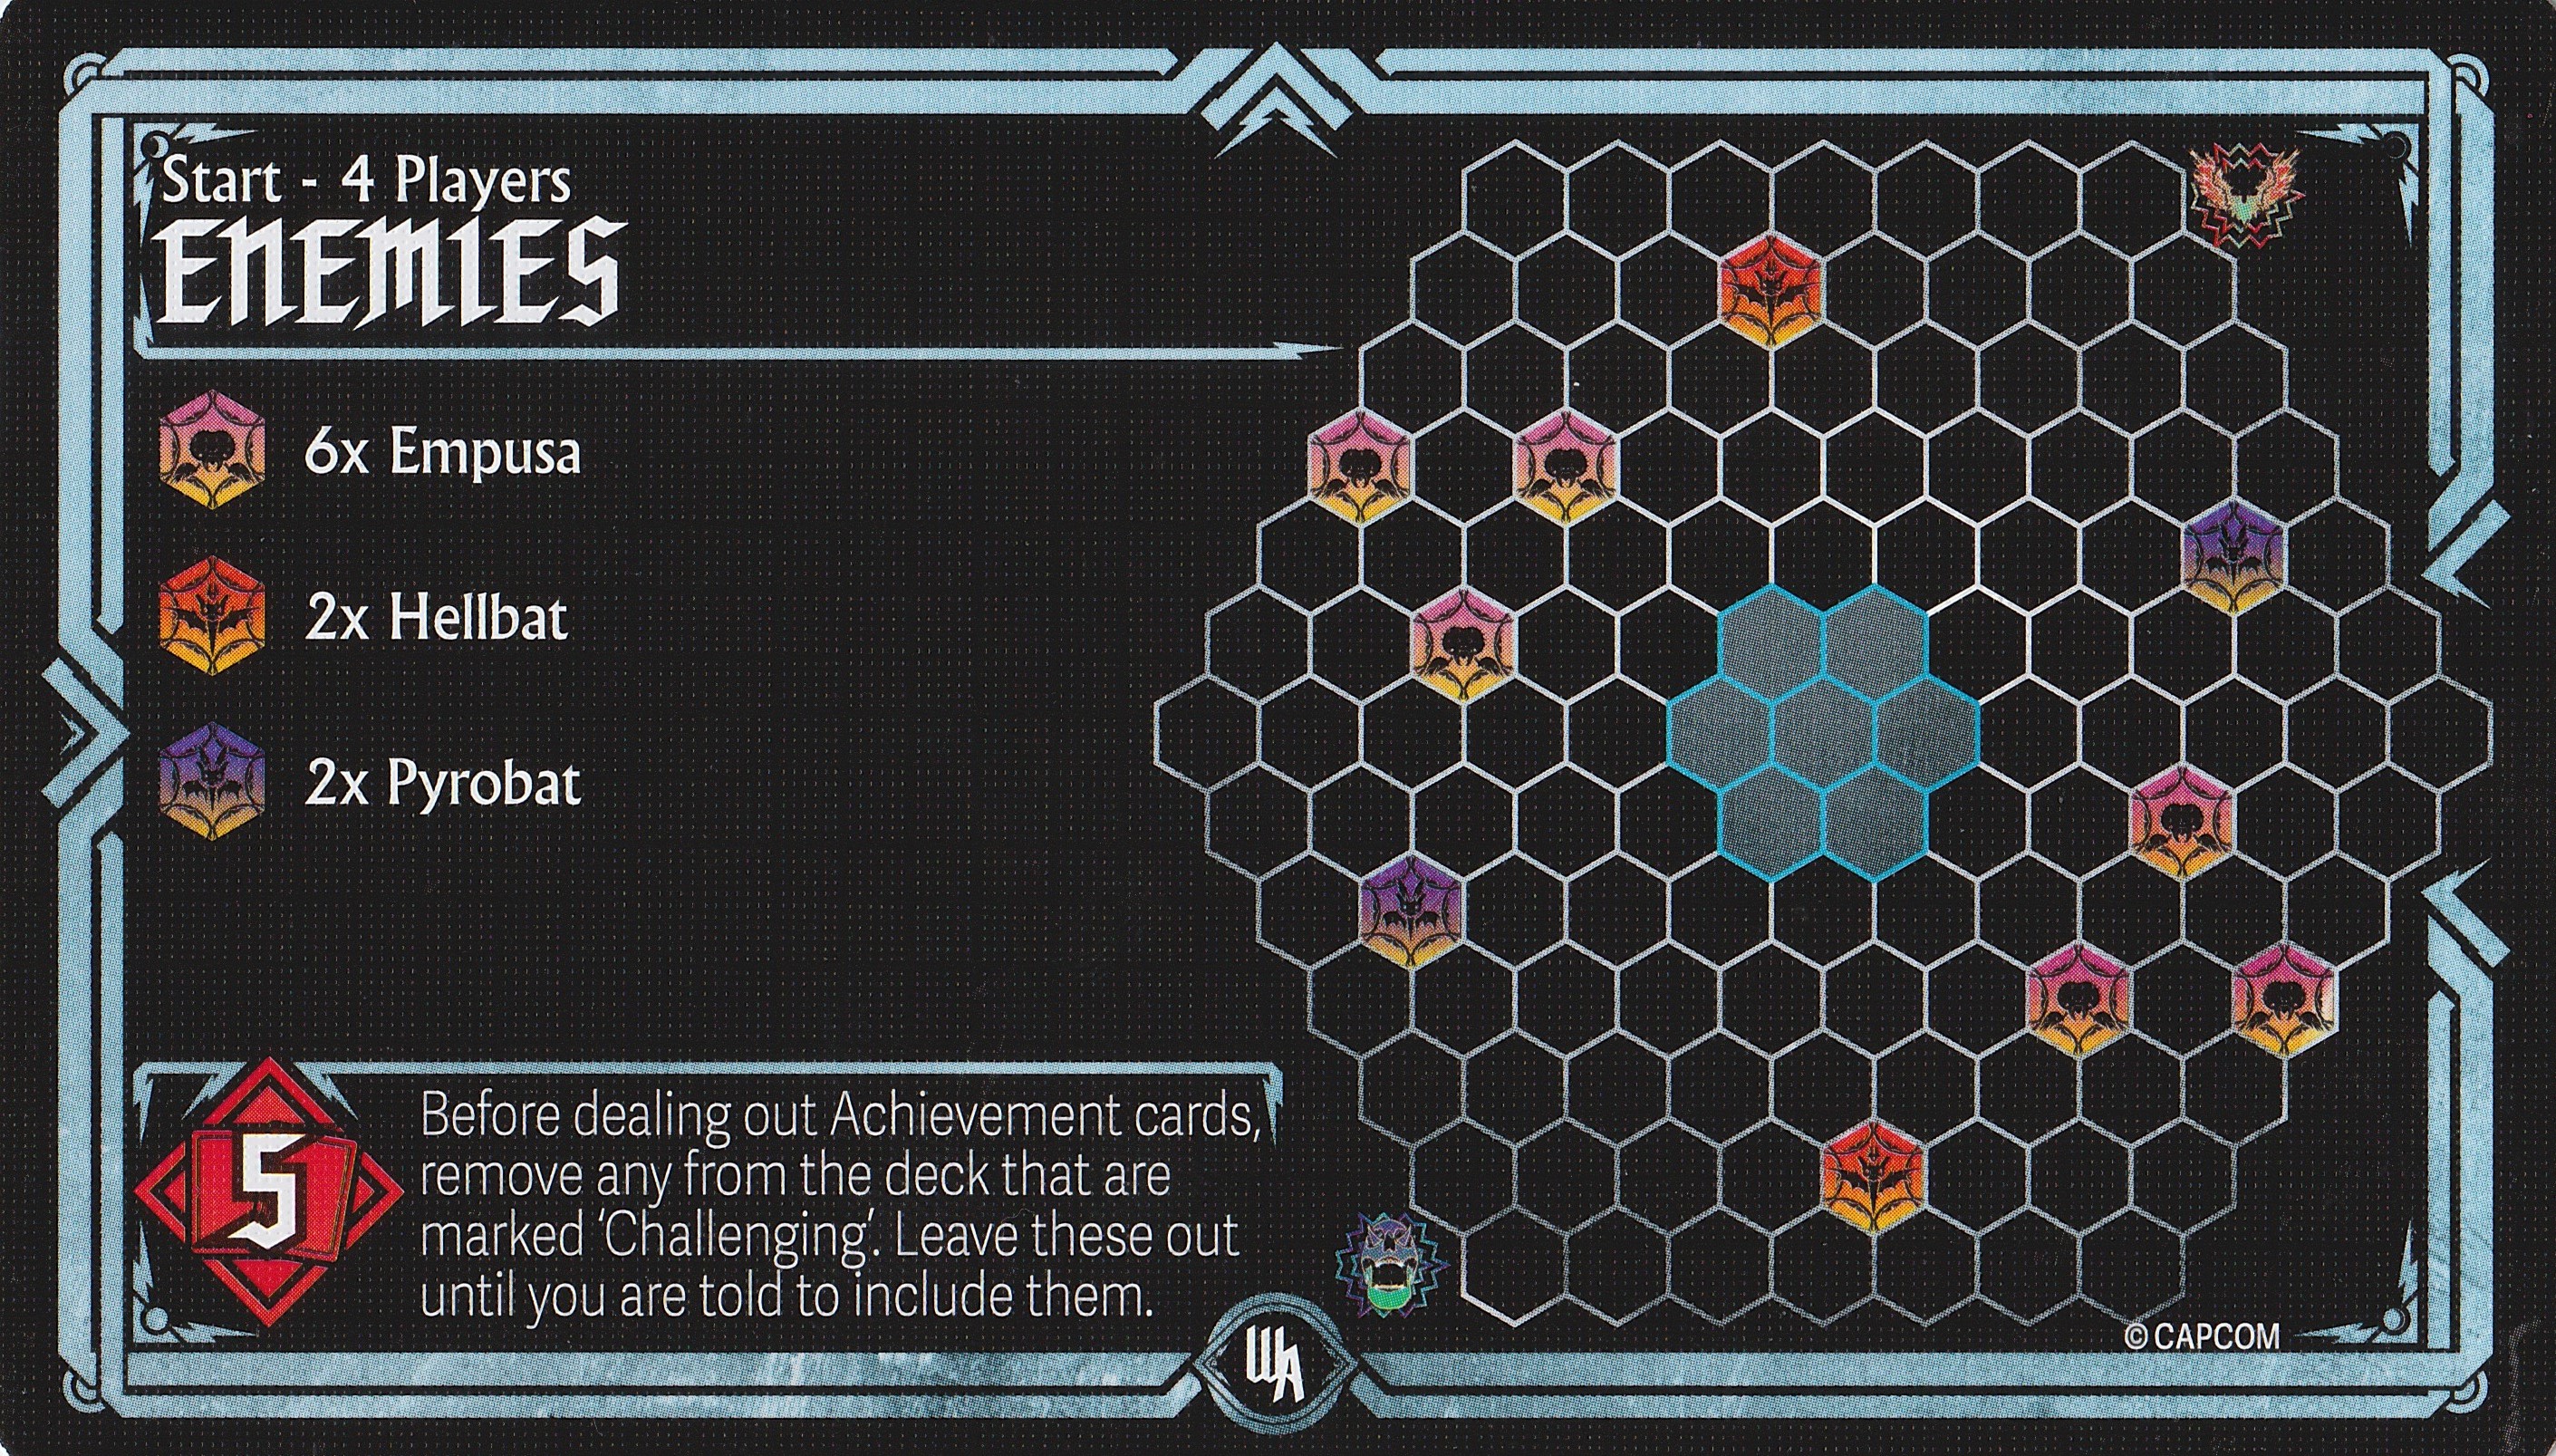 Start - 4 Players
ENEMIES
6x Empusa
2x Hellbat
2x Pyrobat
5
Before dealing out Achievement cards,
remove any from the deck that are
marked ‘Challenging’. Leave these out
until you are told to include them.
WA
© CAPCOM